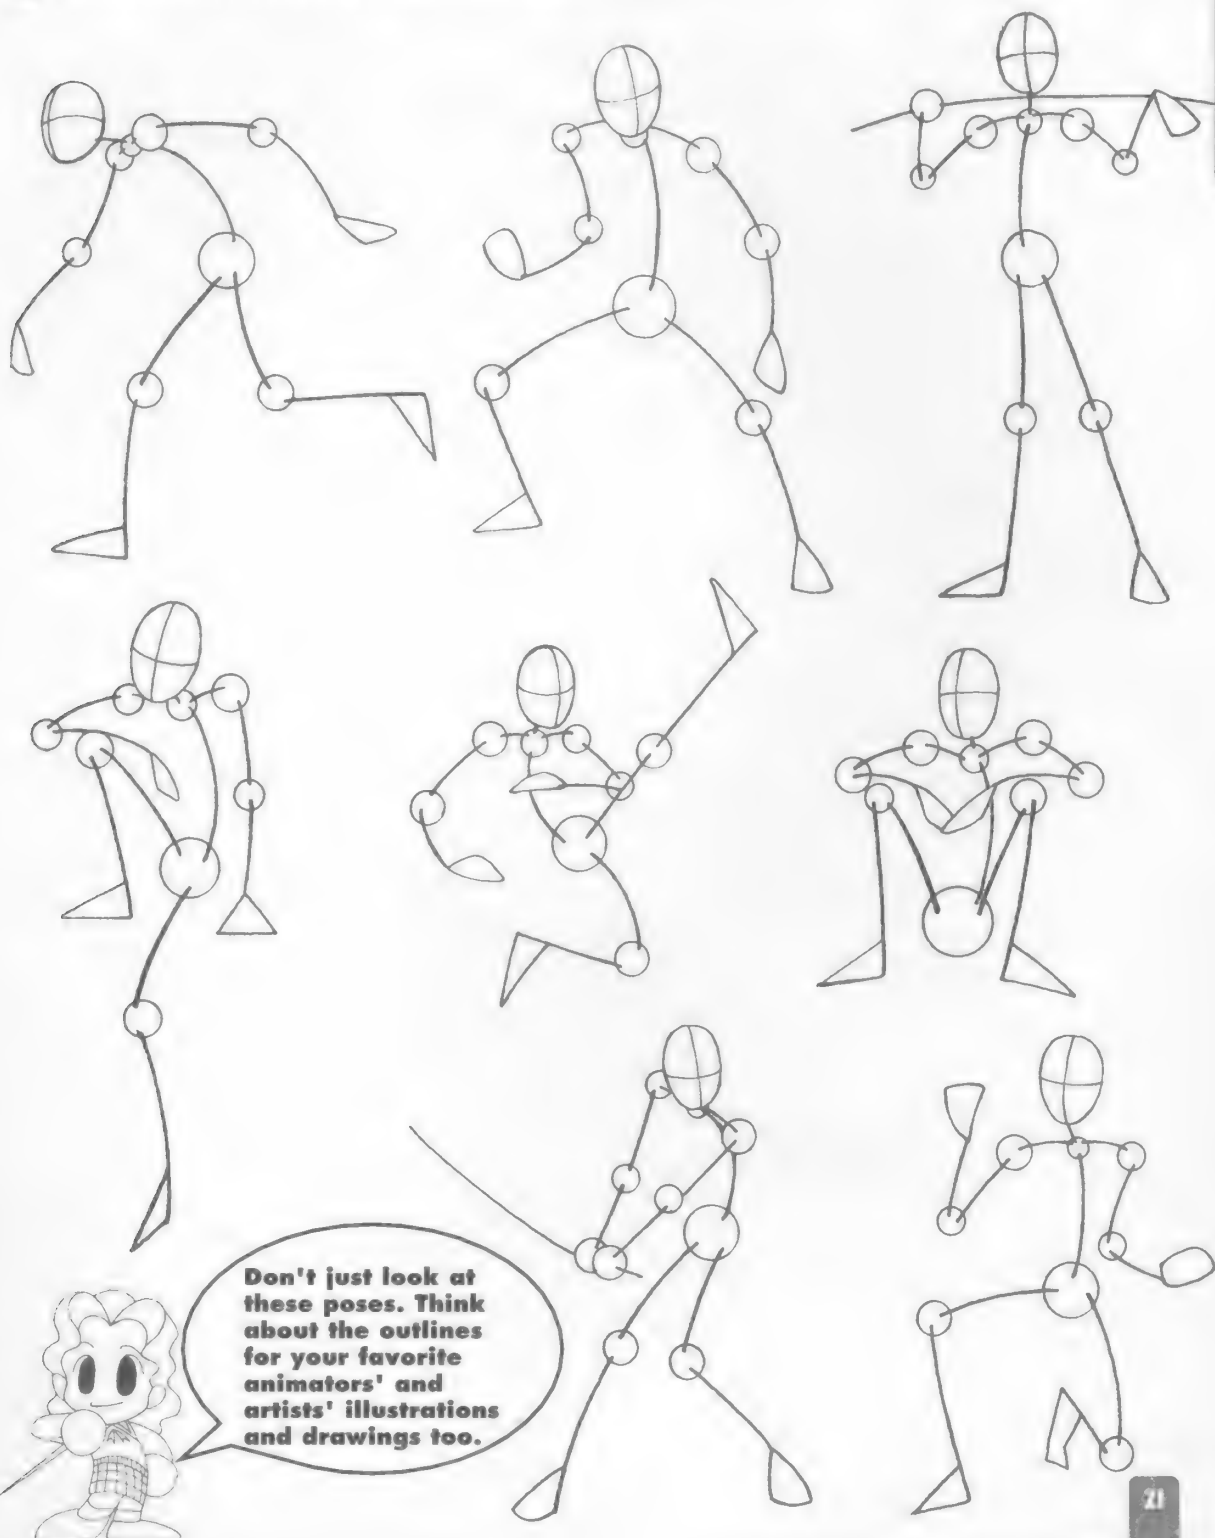 Don't just look at
these poses. Think
about the outlines
for your favorite
animators' and
artists' illustrations
and drawings too.
21